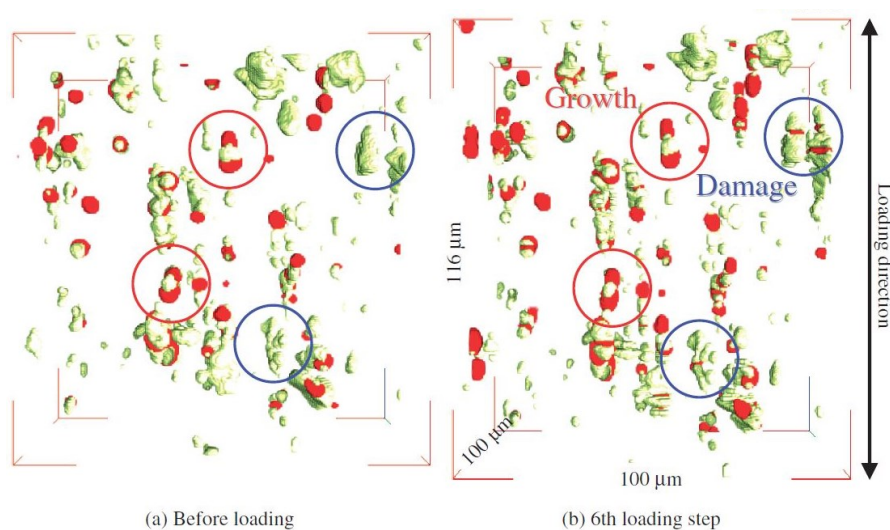 Growth
Damage
116 μm
100 μm
100 μm
Loading direction
(a) Before loading
(b) 6th loading step